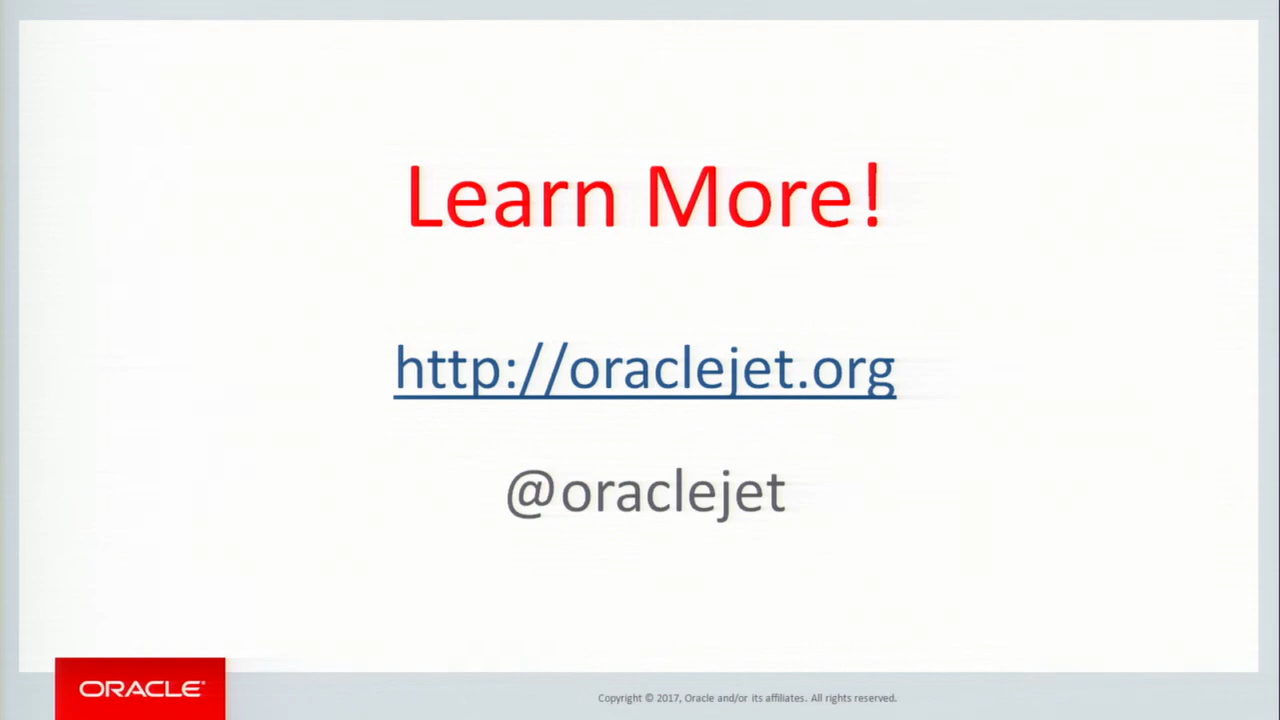 Learn More!
http://oraclejet.org
@oraclejet
ORACLE®
Copyright © 2017, Oracle and/or its affiliates. All rights reserved.